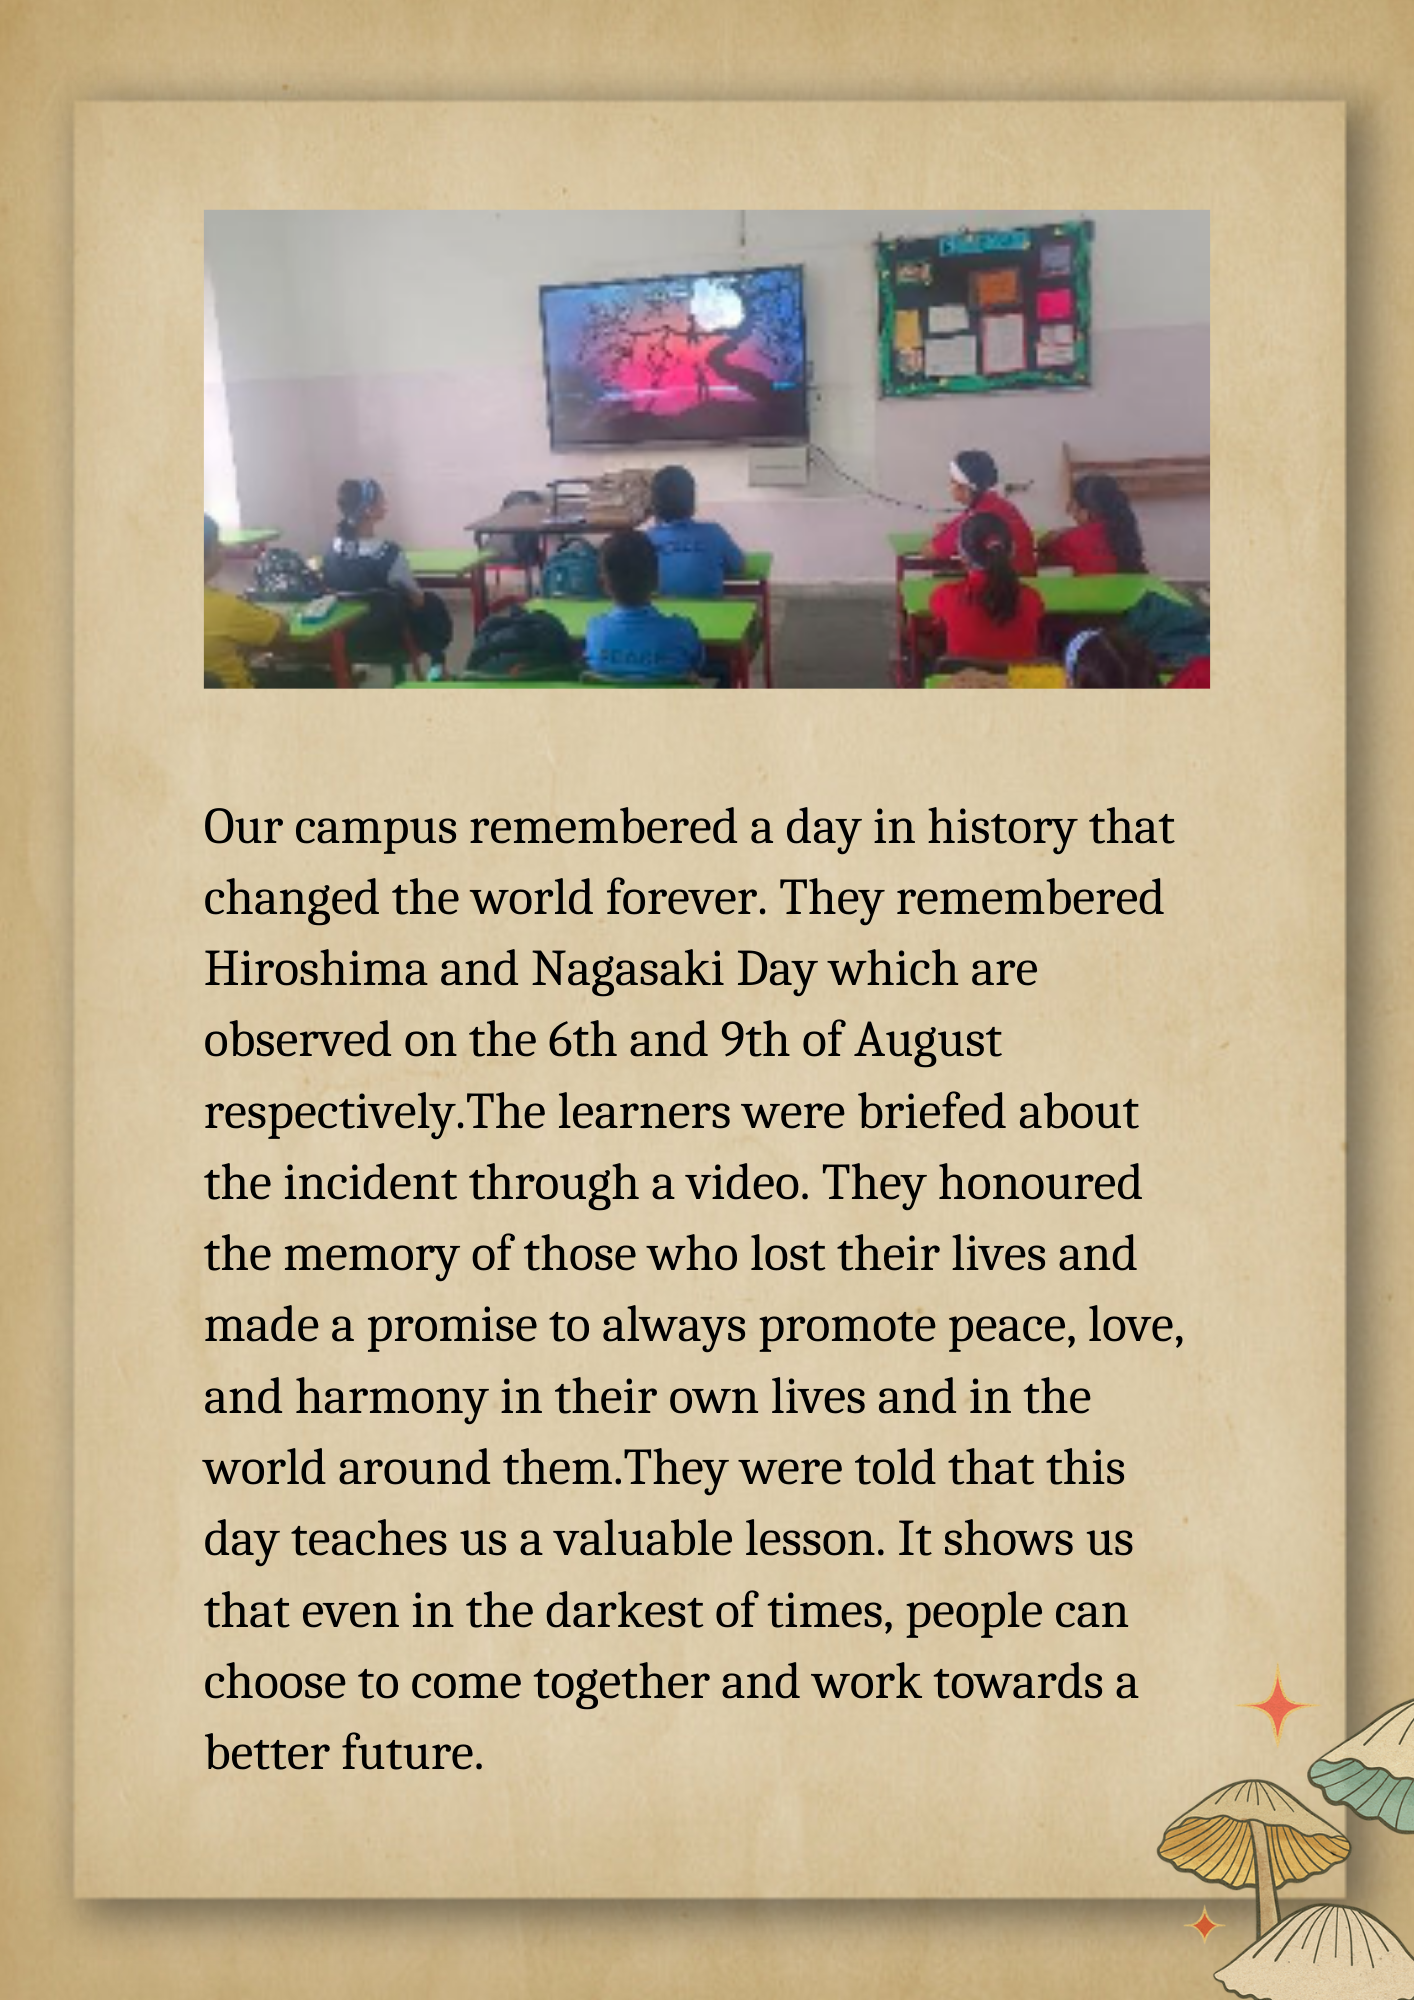 PEACE
Our campus remembered a day in history that
changed the world forever. They remembered
Hiroshima and Nagasaki Day which are
observed on the 6th and 9th of August
respectively.The learners were briefed about
the incident through a video. They honoured
the memory of those who lost their lives and
made a promise to always promote peace, love,
and harmony in their own lives and in the
world around them.They were told that this
day teaches us a valuable lesson. It shows us
that even in the darkest of times, people can
choose to come together and work towards a
better future.